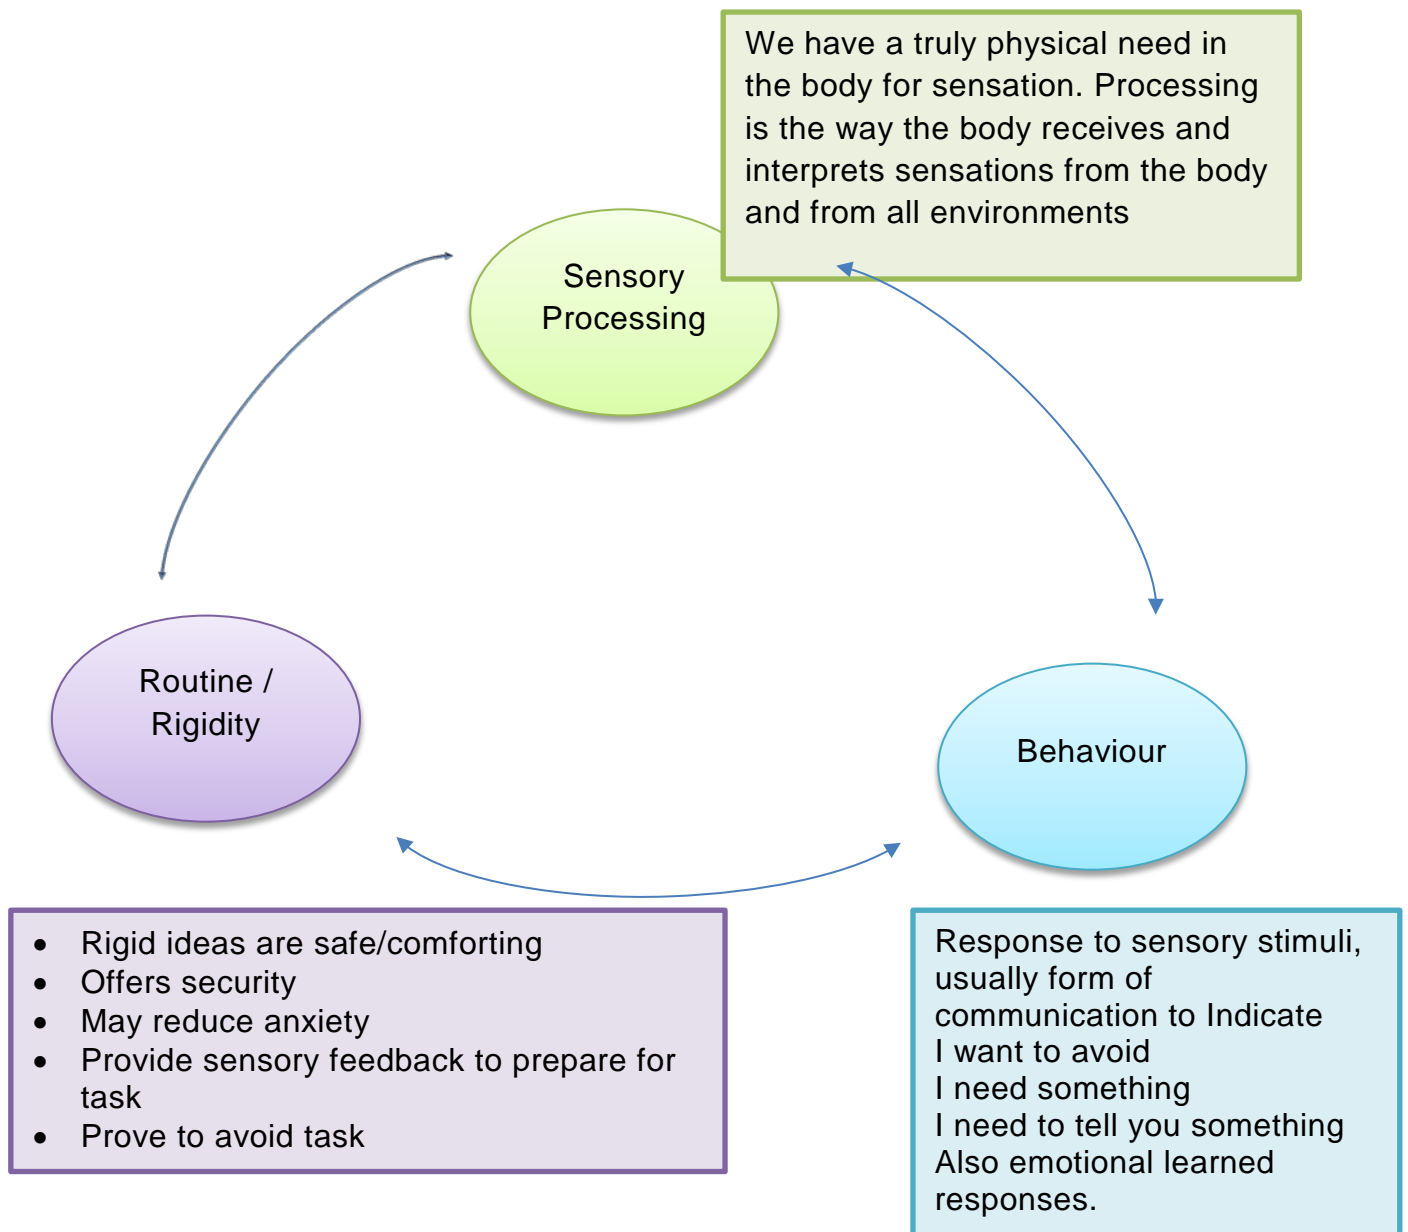 We have a truly physical need in
the body for sensation. Processing
is the way the body receives and
interprets sensations from the body
and from all environments
Sensory
Processing
Routine /
Rigidity
Behaviour
• Rigid ideas are safe/comforting
• Offers security
• May reduce anxiety
• Provide sensory feedback to prepare for
task
• Prove to avoid task
Response to sensory stimuli,
usually form of
communication to Indicate
I want to avoid
I need something
I need to tell you something
Also emotional learned
responses.